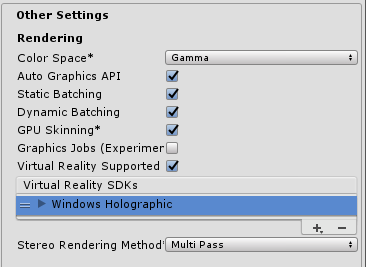 Other Settings
Rendering
Color Space* Gamma
Auto Graphics API
Static Batching
Dynamic Batching
GPU Skinning*
Graphics Jobs (Experimen
Virtual Reality Supported
Virtual Reality SDKs
Windows Holographic
Stereo Rendering Method* Multi Pass